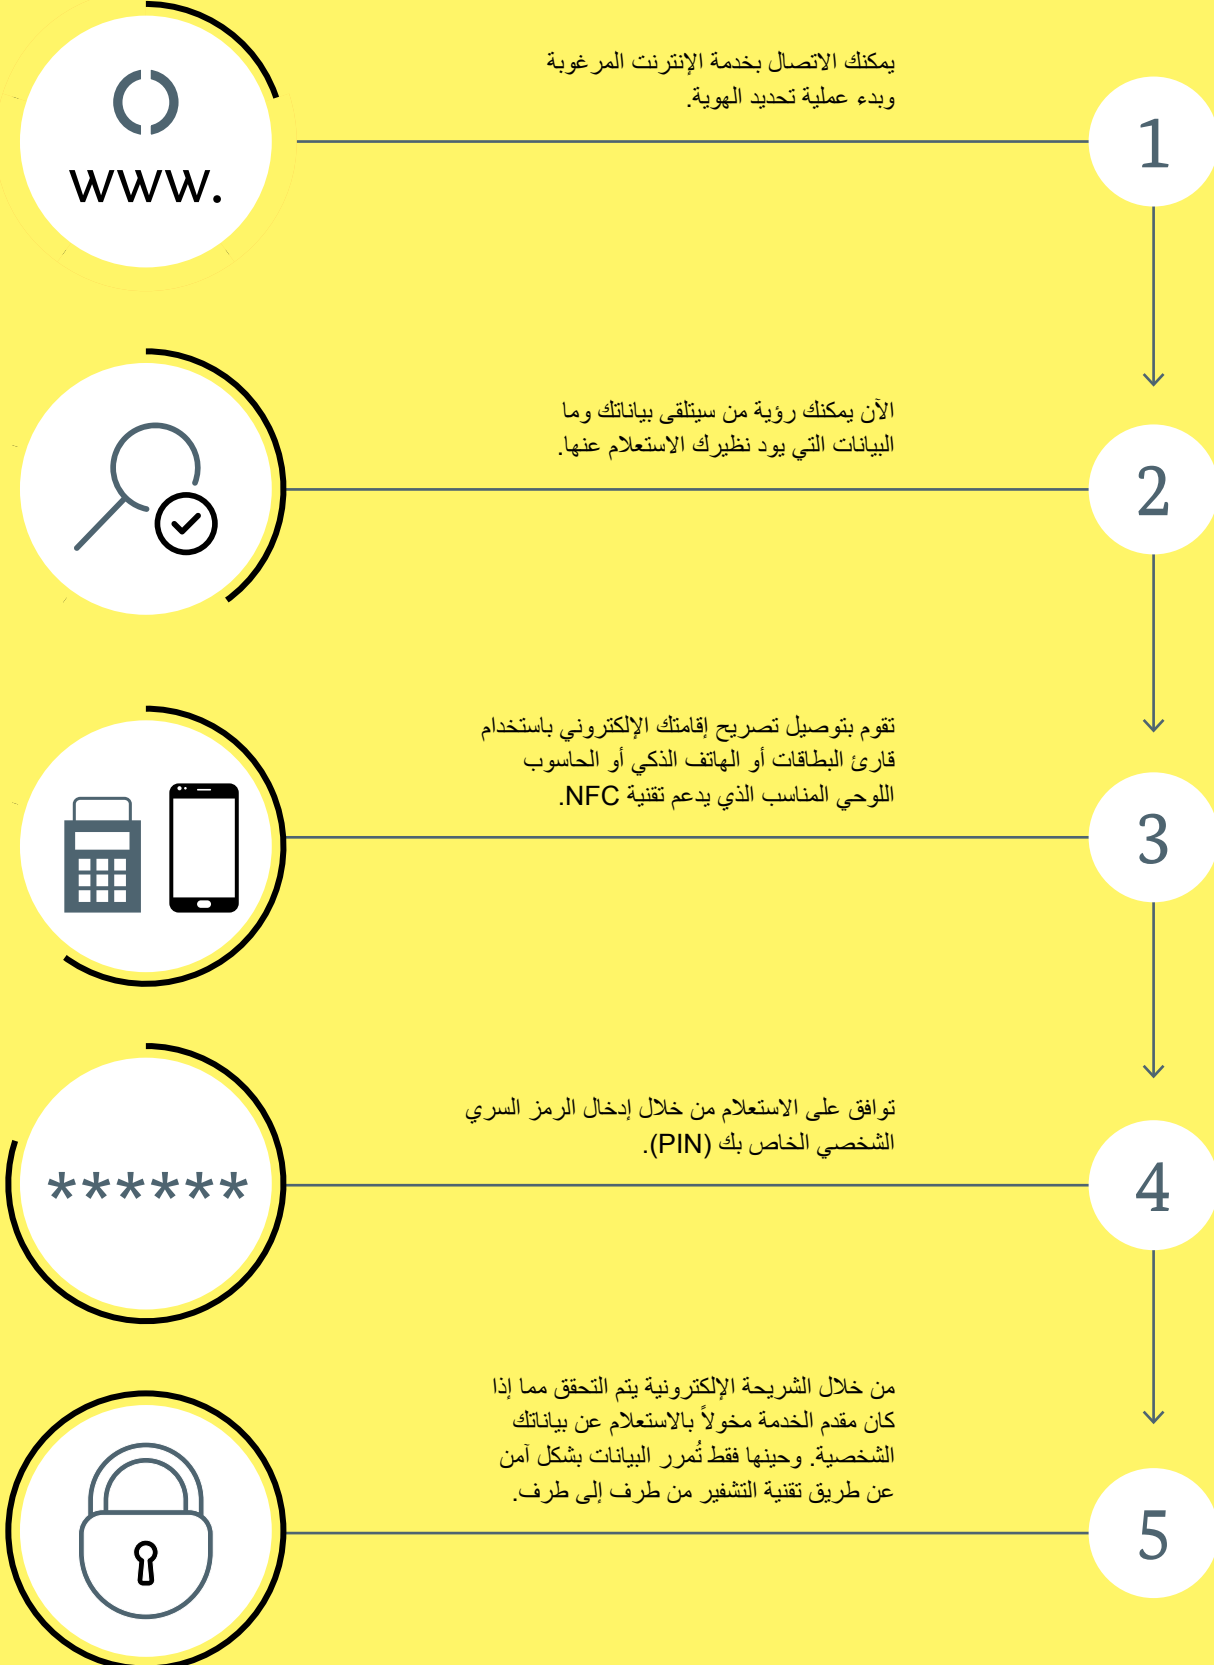 يمكنك الاتصال بخدمة الإنترنت المرغوبة
وبدء عملية تحديد الهوية.
1
www.
الآن يمكنك رؤية من سيتلقى بياناتك وما
البيانات التي يود نظيرك الاستعلام عنها.
2
تقوم بتوصيل تصريح إقامتك الإلكتروني باستخدام
قارئ البطاقات أو الهاتف الذكي أو الحاسوب
اللوحي المناسب الذي يدعم تقنية NFC.
3
توافق على الاستعلام من خلال إدخال الرمز السري
الشخصي الخاص بك (PIN).
4
******
من خلال الشريحة الإلكترونية يتم التحقق مما إذا
كان مقدم الخدمة مخولاً بالاستعلام عن بياناتك
الشخصية. وحينها فقط تُمرر البيانات بشكل آمن
عن طريق تقنية التشفير من طرف إلى طرف.
5